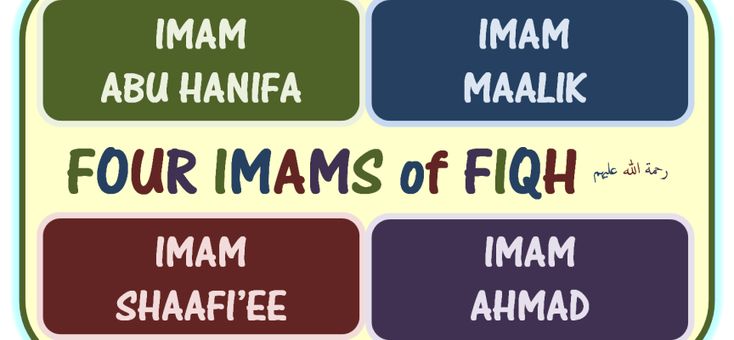 IMAM
ABU HANIFA
IMAM
MAALIK
FOUR IMAMS of FIQH رحمة الله عليهم
IMAM
SHAAFI'EE
IMAM
AHMAD